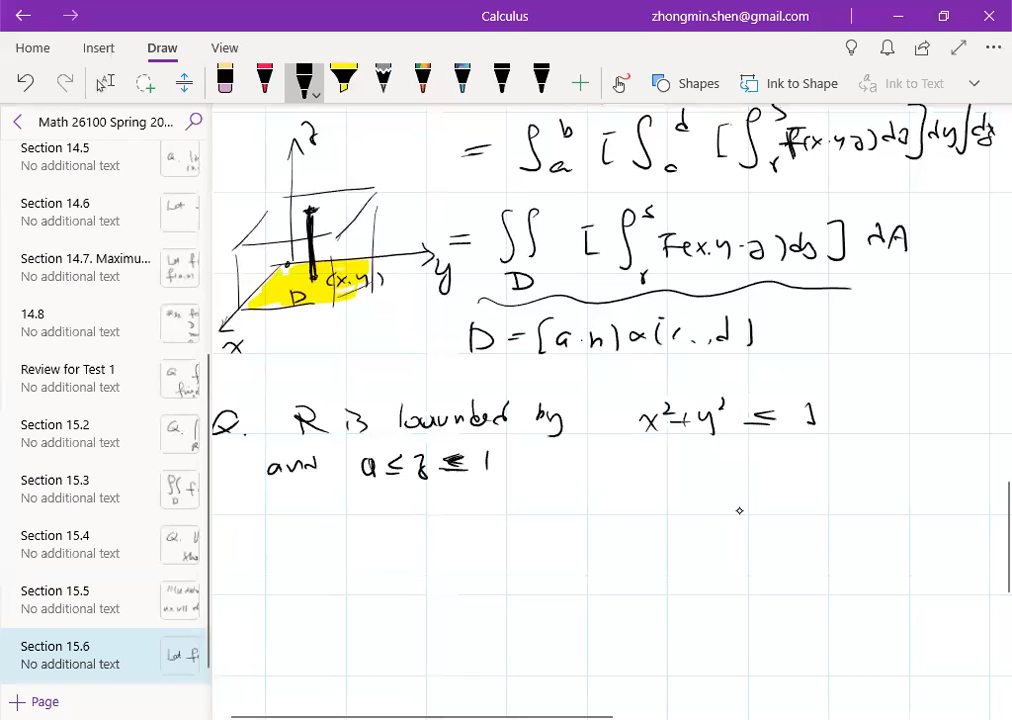 Calculus
zhongmin.shen@gmail.com
Home Insert Draw View
Shapes Ink to Shape Ink to Text
Math 26100 Spring 20...
Section 14.5
No additional text
Section 14.6
No additional text
Section 14.7. Maximu...
No additional text
14.8
No additional text
Review for Test 1
No additional text
Section 15.2
No additional text
Section 15.3
No additional text
Section 15.4
No additional text
Section 15.5
No additional text
Section 15.6
No additional text
Page
z
y
x
D (x,y)
= ∫_a^b [∫_c^d [∫_r^s f(x,y,z)dz]dy]dx
= ∬_D [∫_r^s f(x,y,z)dz] dA
D = [a,b]×[c,d]
Q. R is bounded by x²+y² ≤ 1
and 0 ≤ z ≤ 1